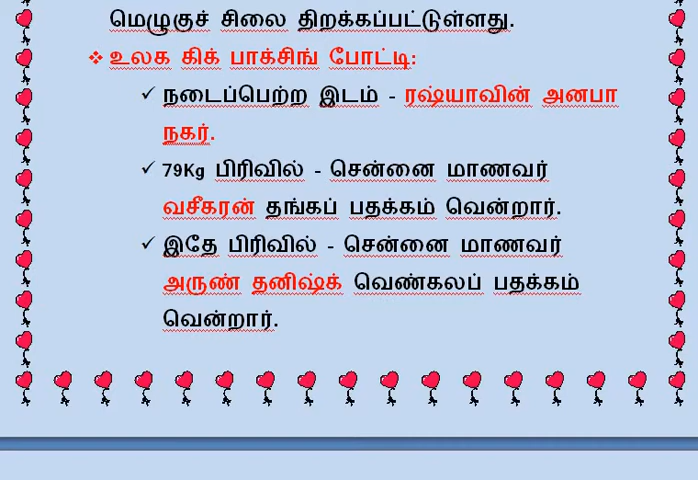 மெழுகுச் சிலை திறக்கப்பட்டுள்ளது.
உலக கிக் பாக்சிங் போட்டி:
நடைப்பெற்ற இடம் - ரஷ்யாவின் அனபா
நகர்.
79Kg பிரிவில் - சென்னை மாணவர்
வசீகரன் தங்கப் பதக்கம் வென்றார்.
இதே பிரிவில் - சென்னை மாணவர்
அருண் தனிஷ்க் வெண்கலப் பதக்கம்
வென்றார்.